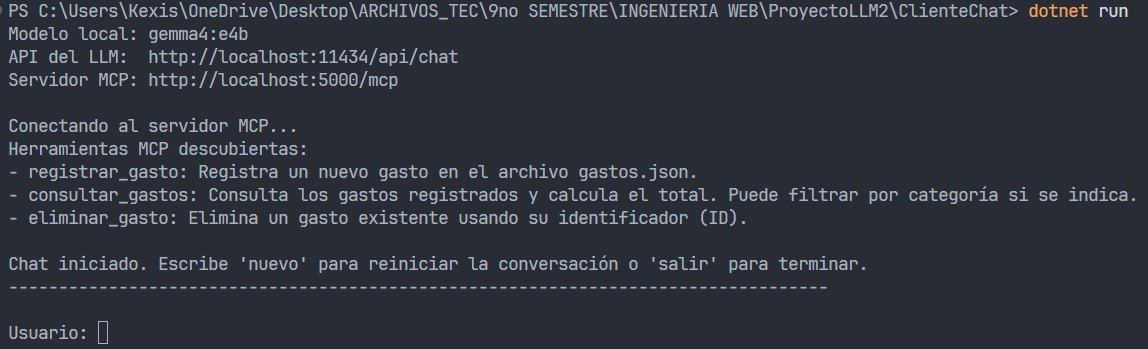 PS C:\Users\Kexis\OneDrive\Desktop\ARCHIVOS_TEC\9no SEMESTRE\INGENIERIA WEB\ProyectoLLM2\ClienteChat> dotnet run
Modelo local: gemma4:e4b
API del LLM:  http://localhost:11434/api/chat
Servidor MCP: http://localhost:5000/mcp
Conectando al servidor MCP...
Herramientas MCP descubiertas:
- registrar_gasto: Registra un nuevo gasto en el archivo gastos.json.
- consultar_gastos: Consulta los gastos registrados y calcula el total. Puede filtrar por categoría si se indica.
- eliminar_gasto: Elimina un gasto existente usando su identificador (ID).
Chat iniciado. Escribe 'nuevo' para reiniciar la conversación o 'salir' para terminar.
--------------------------------------------------------------------------------
Usuario: